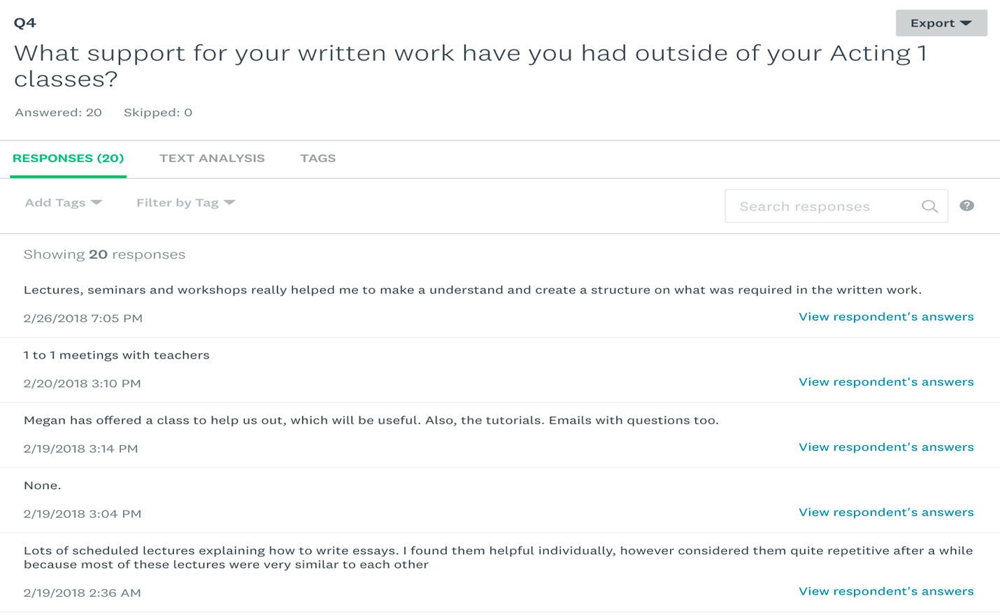 Q4
Export
What support for your written work have you had outside of your Acting 1
classes?
Answered: 20 Skipped: 0
RESPONSES (20) TEXT ANALYSIS TAGS
Add Tags Filter by Tag Search responses ?
Showing 20 responses
Lectures, seminars and workshops really helped me to make a understand and create a structure on what was required in the written work.
2/26/2018 7:05 PM View respondent's answers
1 to 1 meetings with teachers
2/20/2018 3:10 PM View respondent's answers
Megan has offered a class to help us out, which will be useful. Also, the tutorials. Emails with questions too.
2/19/2018 3:14 PM View respondent's answers
None.
2/19/2018 3:04 PM View respondent's answers
Lots of scheduled lectures explaining how to write essays. I found them helpful individually, however considered them quite repetitive after a while
because most of these lectures were very similar to each other
2/19/2018 2:36 AM View respondent's answers